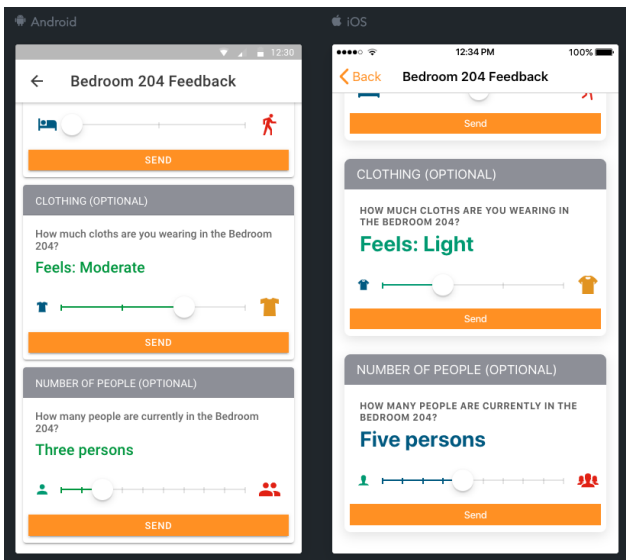 Android
12:30
Bedroom 204 Feedback
SEND
CLOTHING (OPTIONAL)
How much cloths are you wearing in the Bedroom
204?
Feels: Moderate
SEND
NUMBER OF PEOPLE (OPTIONAL)
How many people are currently in the Bedroom
204?
Three persons
SEND
iOS
12:34 PM
100%
Back
Bedroom 204 Feedback
Send
CLOTHING (OPTIONAL)
HOW MUCH CLOTHS ARE YOU WEARING IN
THE BEDROOM 204?
Feels: Light
Send
NUMBER OF PEOPLE (OPTIONAL)
HOW MANY PEOPLE ARE CURRENTLY IN THE
BEDROOM 204?
Five persons
Send